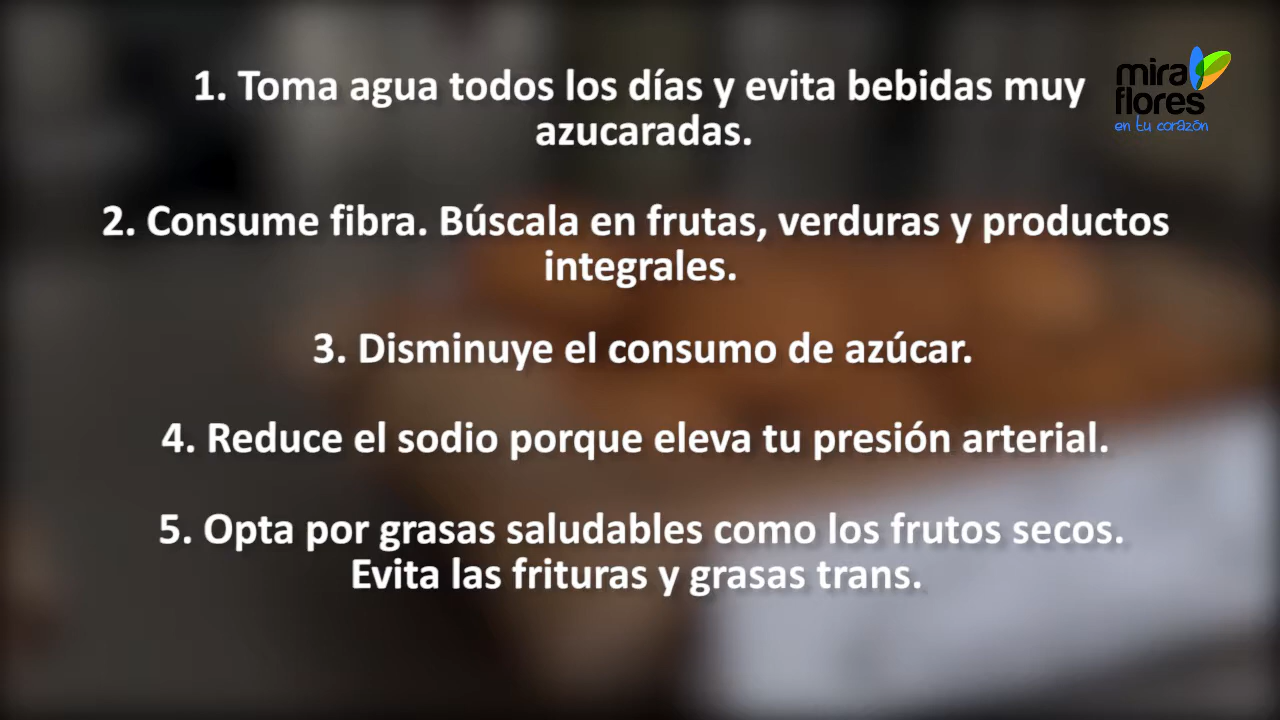 mira
flores
en tu corazón
1. Toma agua todos los días y evita bebidas muy
azucaradas.
2. Consume fibra. Búscala en frutas, verduras y productos
integrales.
3. Disminuye el consumo de azúcar.
4. Reduce el sodio porque eleva tu presión arterial.
5. Opta por grasas saludables como los frutos secos.
Evita las frituras y grasas trans.